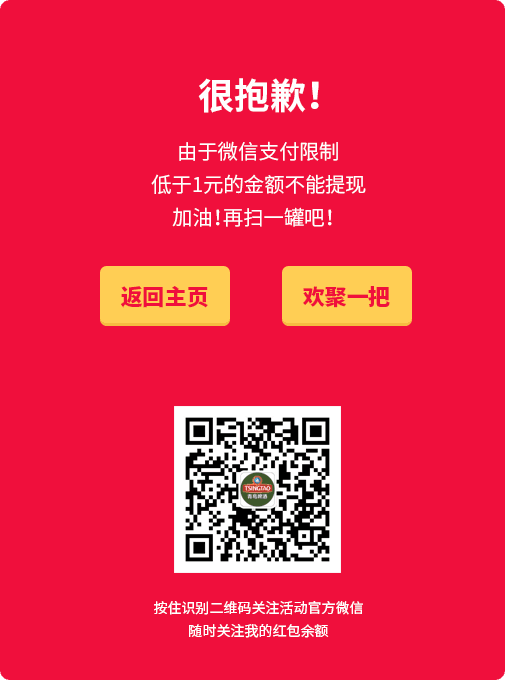 很抱歉！
由于微信支付限制
低于1元的金额不能提现
加油！再扫一罐吧！
返回主页
欢聚一把
TSINGTAO
青岛啤酒
按住识别二维码关注活动官方微信
随时关注我的红包余额